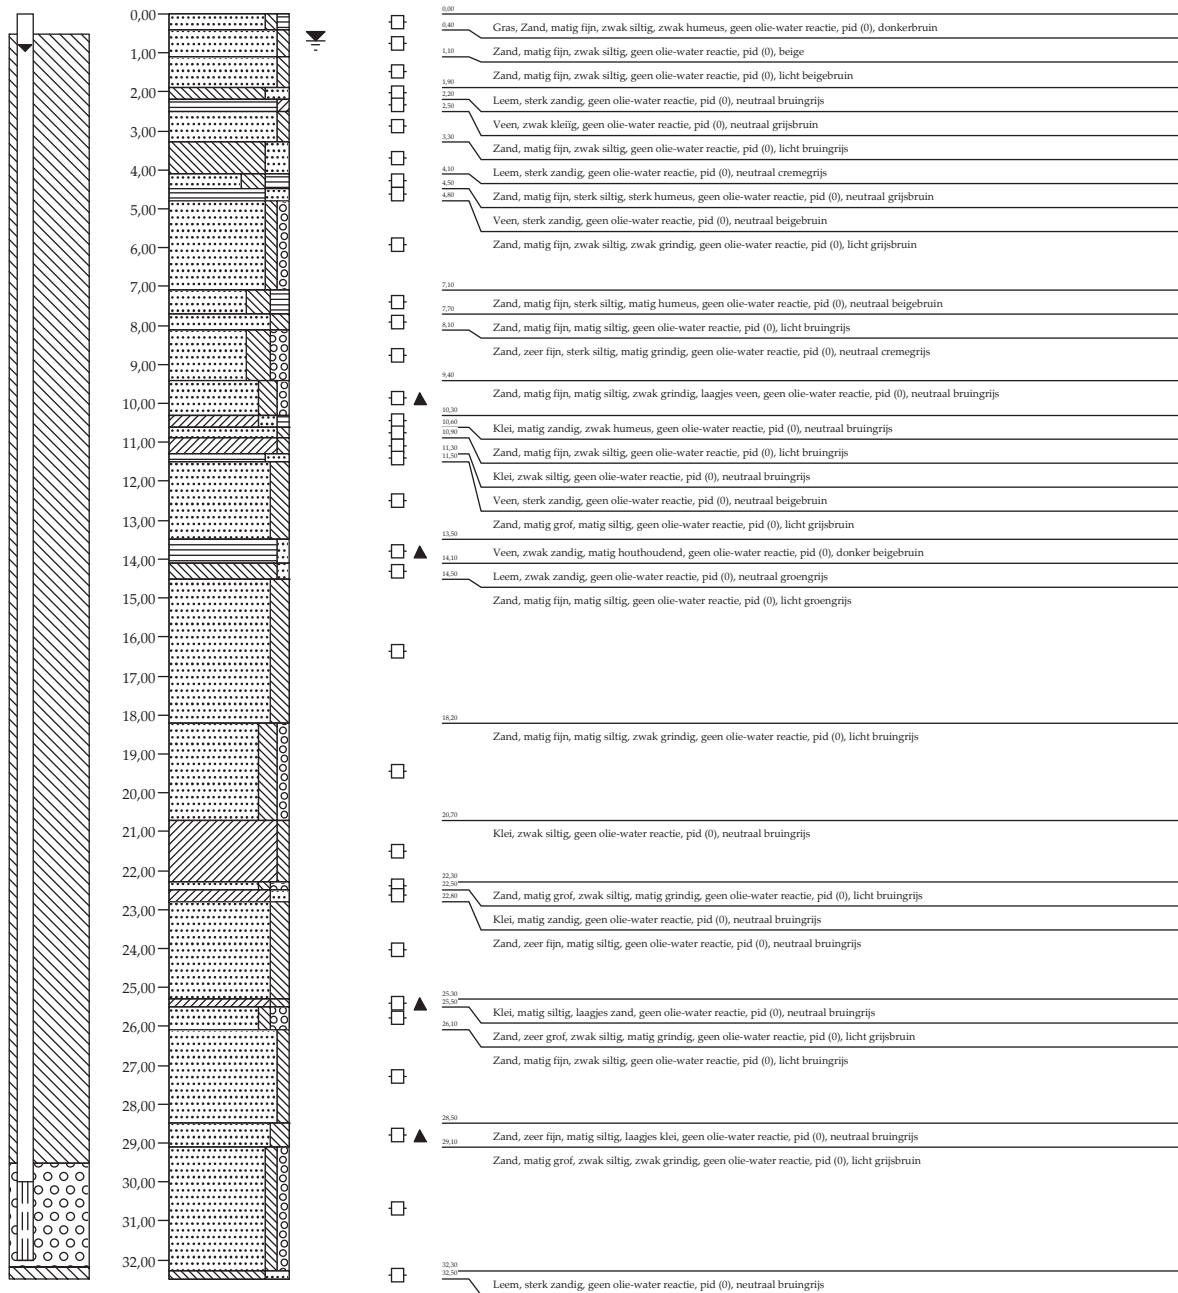 0,00
1,00
2,00
3,00
4,00
5,00
6,00
7,00
8,00
9,00
10,00
11,00
12,00
13,00
14,00
15,00
16,00
17,00
18,00
19,00
20,00
21,00
22,00
23,00
24,00
25,00
26,00
27,00
28,00
29,00
30,00
31,00
32,00
0,00
Gras, Zand, matig fijn, zwak siltig, zwak humeus, geen olie-water reactie, pid (0), donkerbruin
0,40
Zand, matig fijn, zwak siltig, geen olie-water reactie, pid (0), beige
1,10
Zand, matig fijn, zwak siltig, geen olie-water reactie, pid (0), licht beigebruin
1,90
Leem, sterk zandig, geen olie-water reactie, pid (0), neutraal bruingrijs
2,20
Veen, zwak kleiïg, geen olie-water reactie, pid (0), neutraal grijsbruin
2,50
Zand, matig fijn, zwak siltig, geen olie-water reactie, pid (0), licht bruingrijs
3,30
Leem, sterk zandig, geen olie-water reactie, pid (0), neutraal cremegrijs
4,10
Zand, matig fijn, sterk siltig, sterk humeus, geen olie-water reactie, pid (0), neutraal grijsbruin
4,50
Veen, sterk zandig, geen olie-water reactie, pid (0), neutraal beigebruin
4,80
Zand, matig fijn, zwak siltig, zwak grindig, geen olie-water reactie, pid (0), licht grijsbruin
7,10
Zand, matig fijn, sterk siltig, matig humeus, geen olie-water reactie, pid (0), neutraal beigebruin
7,70
Zand, matig fijn, matig siltig, geen olie-water reactie, pid (0), licht bruingrijs
8,10
Zand, zeer fijn, sterk siltig, matig grindig, geen olie-water reactie, pid (0), neutraal cremegrijs
9,40
Zand, matig fijn, matig siltig, zwak grindig, laagjes veen, geen olie-water reactie, pid (0), neutraal bruingrijs
10,30
Klei, matig zandig, zwak humeus, geen olie-water reactie, pid (0), neutraal bruingrijs
10,60
Zand, matig fijn, zwak siltig, geen olie-water reactie, pid (0), licht bruingrijs
10,90
Klei, zwak siltig, geen olie-water reactie, pid (0), neutraal bruingrijs
11,30
Veen, sterk zandig, geen olie-water reactie, pid (0), neutraal beigebruin
11,50
Zand, matig grof, matig siltig, geen olie-water reactie, pid (0), licht grijsbruin
13,50
Veen, zwak zandig, matig houthoudend, geen olie-water reactie, pid (0), donker beigebruin
14,10
Leem, zwak zandig, geen olie-water reactie, pid (0), neutraal groengrijs
14,50
Zand, matig fijn, matig siltig, geen olie-water reactie, pid (0), licht groengrijs
18,20
Zand, matig fijn, matig siltig, zwak grindig, geen olie-water reactie, pid (0), licht bruingrijs
20,70
Klei, zwak siltig, geen olie-water reactie, pid (0), neutraal bruingrijs
22,30
Zand, matig grof, zwak siltig, matig grindig, geen olie-water reactie, pid (0), licht bruingrijs
22,50
Klei, matig zandig, geen olie-water reactie, pid (0), neutraal bruingrijs
22,80
Zand, zeer fijn, matig siltig, geen olie-water reactie, pid (0), neutraal bruingrijs
25,30
Klei, matig siltig, laagjes zand, geen olie-water reactie, pid (0), neutraal bruingrijs
25,50
Zand, zeer grof, zwak siltig, matig grindig, geen olie-water reactie, pid (0), licht grijsbruin
26,10
Zand, matig fijn, zwak siltig, geen olie-water reactie, pid (0), licht bruingrijs
28,50
Zand, zeer fijn, matig siltig, laagjes klei, geen olie-water reactie, pid (0), neutraal bruingrijs
29,10
Zand, matig grof, zwak siltig, zwak grindig, geen olie-water reactie, pid (0), licht grijsbruin
32,30
Leem, sterk zandig, geen olie-water reactie, pid (0), neutraal bruingrijs
32,50